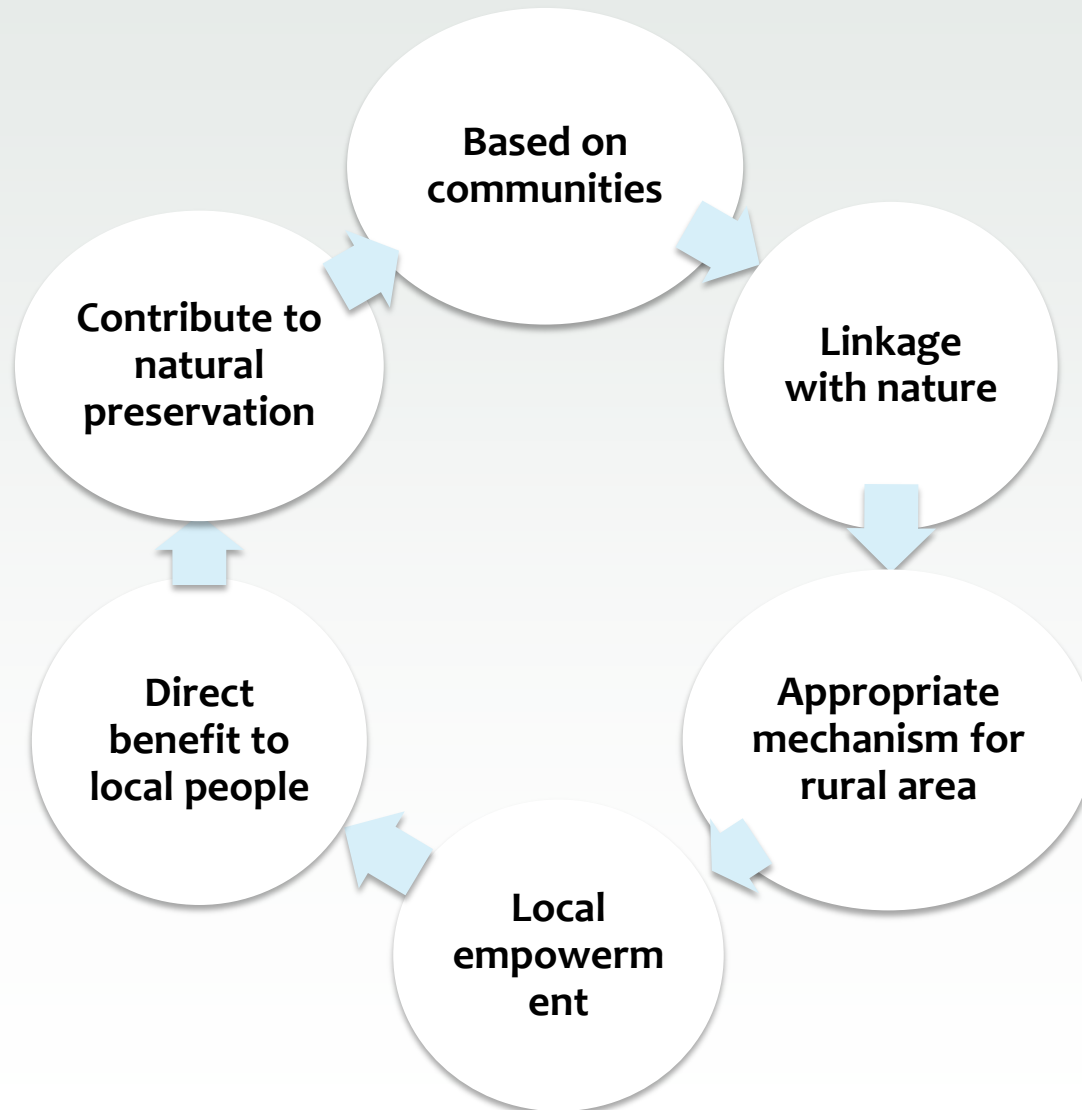 Based on
communities
Linkage
with nature
Appropriate
mechanism for
rural area
Local
empowerm
ent
Direct
benefit to
local people
Contribute to
natural
preservation